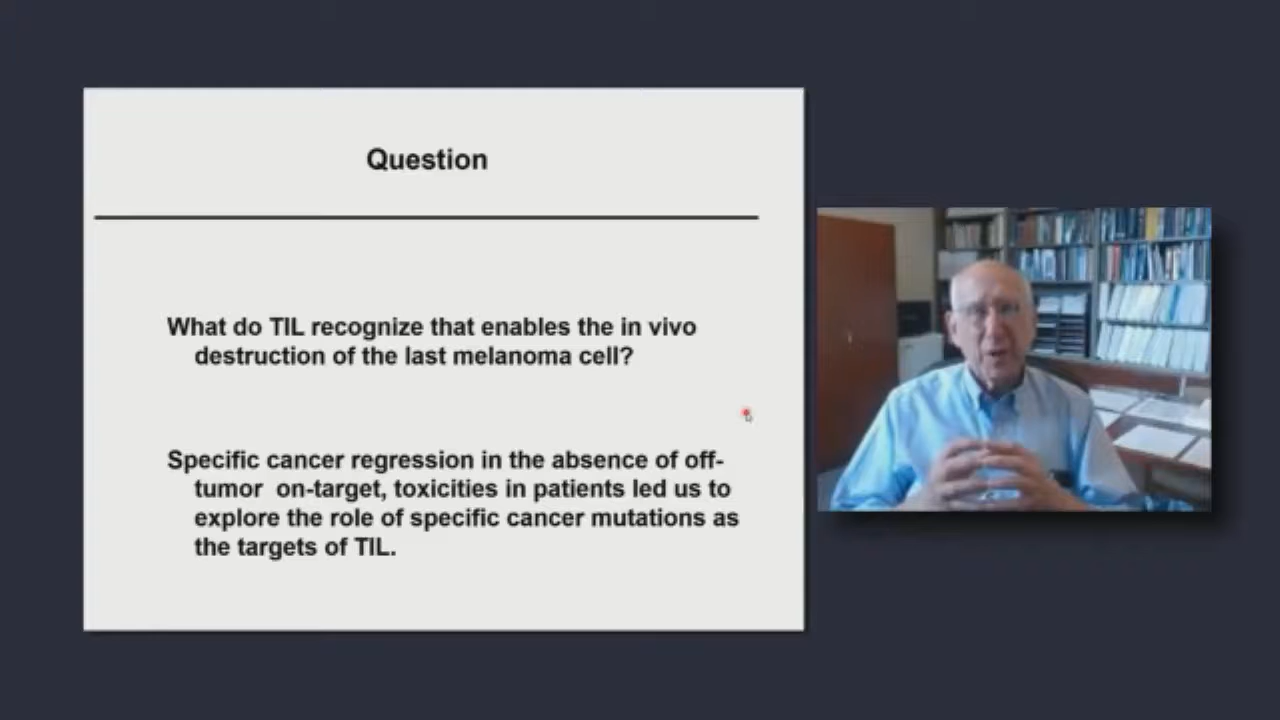 Question
What do TIL recognize that enables the in vivo
destruction of the last melanoma cell?
Specific cancer regression in the absence of off-
tumor on-target, toxicities in patients led us to
explore the role of specific cancer mutations as
the targets of TIL.